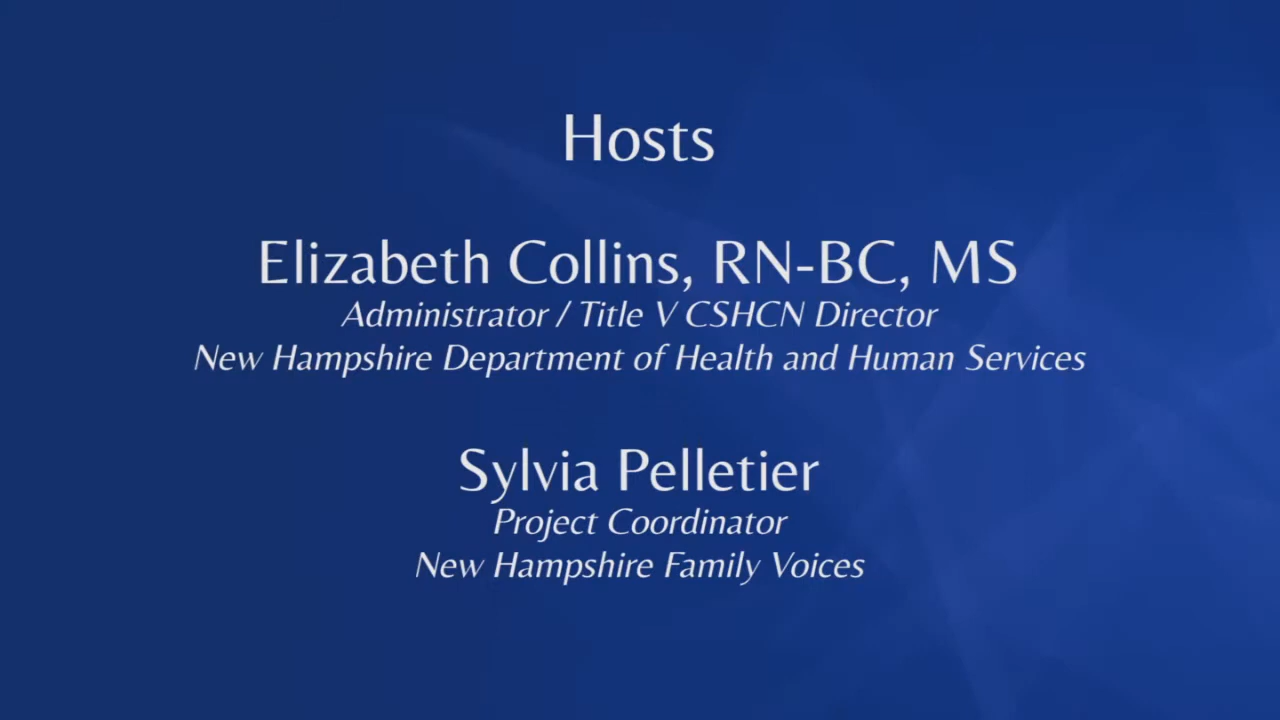 Hosts
Elizabeth Collins, RN-BC, MS
Administrator / Title V CSHCN Director
New Hampshire Department of Health and Human Services
Sylvia Pelletier
Project Coordinator
New Hampshire Family Voices